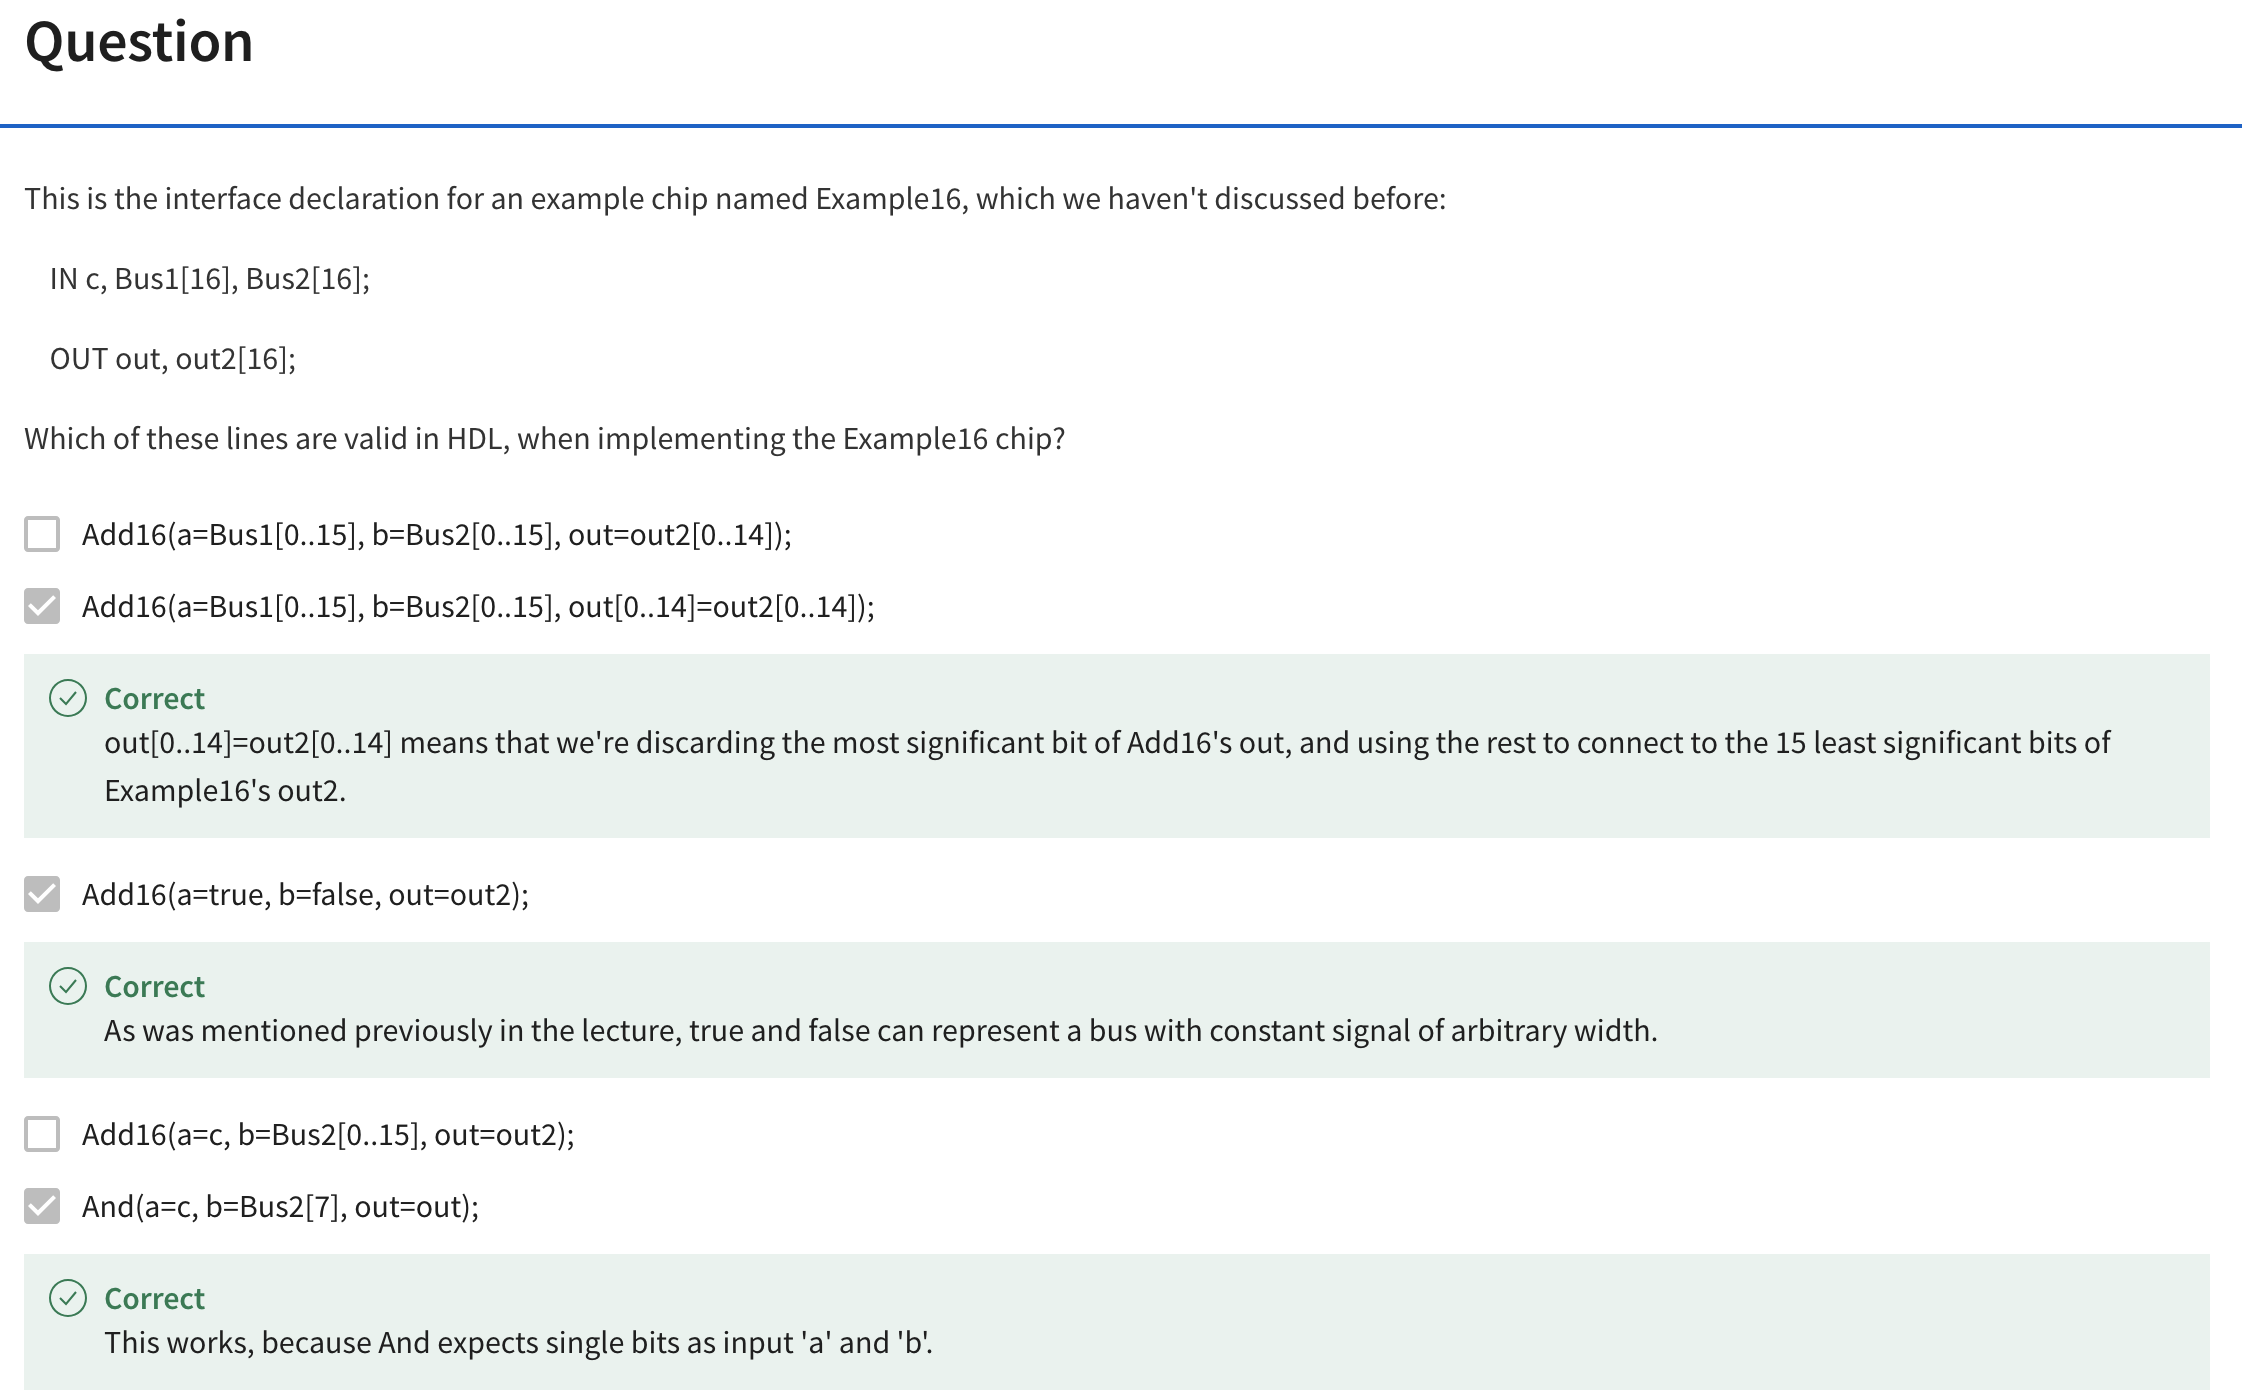 Question
This is the interface declaration for an example chip named Example16, which we haven't discussed before:
IN c, Bus1[16], Bus2[16];
OUT out, out2[16];
Which of these lines are valid in HDL, when implementing the Example16 chip?
Add16(a=Bus1[0..15], b=Bus2[0..15], out=out2[0..14]);
Add16(a=Bus1[0..15], b=Bus2[0..15], out[0..14]=out2[0..14]);
Correct
out[0..14]=out2[0..14] means that we're discarding the most significant bit of Add16's out, and using the rest to connect to the 15 least significant bits of
Example16's out2.
Add16(a=true, b=false, out=out2);
Correct
As was mentioned previously in the lecture, true and false can represent a bus with constant signal of arbitrary width.
Add16(a=c, b=Bus2[0..15], out=out2);
And(a=c, b=Bus2[7], out=out);
Correct
This works, because And expects single bits as input 'a' and 'b'.